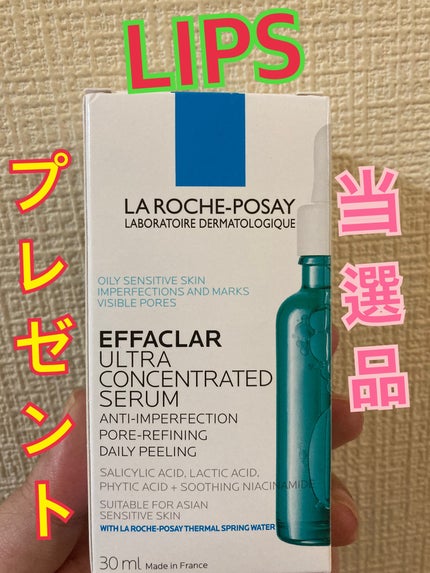 LIPS
プレゼント
当選品
LA ROCHE-POSAY
LABORATOIRE DERMATOLOGIQUE
OILY SENSITIVE SKIN
IMPERFECTIONS AND MARKS
VISIBLE PORES
EFFACLAR
ULTRA
CONCENTRATED
SERUM
ANTI-IMPERFECTION
PORE-REFINING
DAILY PEELING
SALICYLIC ACID, LACTIC ACID,
PHYTIC ACID + SOOTHING NIACINAMIDE
SUITABLE FOR ASIAN
SENSITIVE SKIN
WITH LA ROCHE-POSAY THERMAL SPRING WATER
30 ml Made in France